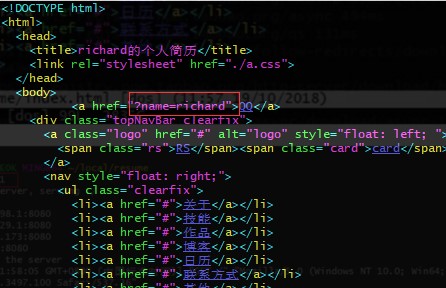 <!DOCTYPE html>
<html>
<head>
<title>richard的个人简历</title>
<link rel="stylesheet" href="./a.css">
</head>
<body>
<a href="?name=richard">QQ</a>
<div class="topNavBar clearfix">
<a class="logo" href="#" alt="logo" style="float: left; ">
<span class="rs">RS</span><span class="card">card</span>
</a>
<nav style="float: right;">
<ul class="clearfix">
<li><a href="#">关于</a></li>
<li><a href="#">技能</a></li>
<li><a href="#">作品</a></li>
<li><a href="#">博客</a></li>
<li><a href="#">日历</a></li>
<li><a href="#">联系方式</a></li>
<li><a href="#">其他</a></li>